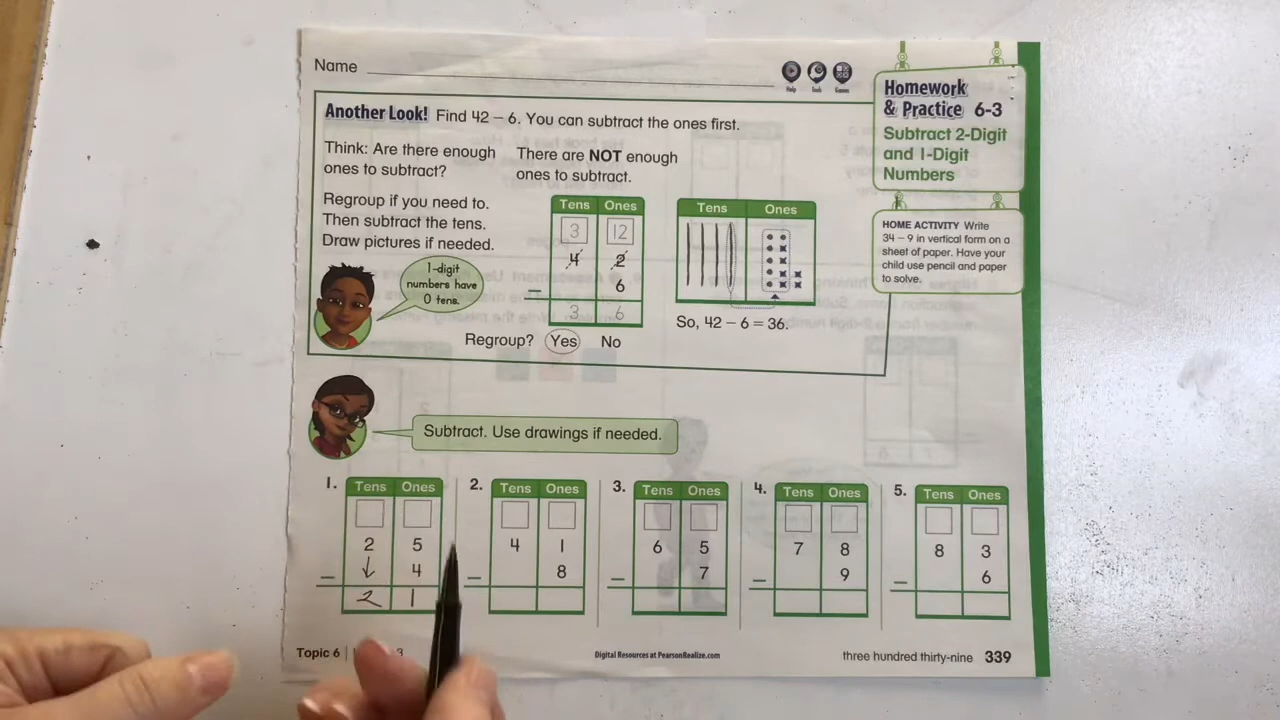 Name
Help Tools Games
Homework
& Practice 6-3
Subtract 2-Digit
and 1-Digit
Numbers
Another Look! Find 42 – 6. You can subtract the ones first.
Think: Are there enough
ones to subtract?
There are NOT enough
ones to subtract.
Regroup if you need to.
Then subtract the tens.
Draw pictures if needed.
1-digit
numbers have
0 tens.
Tens Ones
3 12
4 2
– 6
3 6
Regroup? Yes No
Tens Ones
So, 42 – 6 = 36.
HOME ACTIVITY Write
34 – 9 in vertical form on a
sheet of paper. Have your
child use pencil and paper
to solve.
Subtract. Use drawings if needed.
1. Tens Ones
2 5
– ↓ 4
2 1
2. Tens Ones
4 1
– 8
3. Tens Ones
6 5
– 7
4. Tens Ones
7 8
– 9
5. Tens Ones
8 3
– 6
Topic 6 | 3
Digital Resources at PearsonRealize.com
three hundred thirty-nine 339